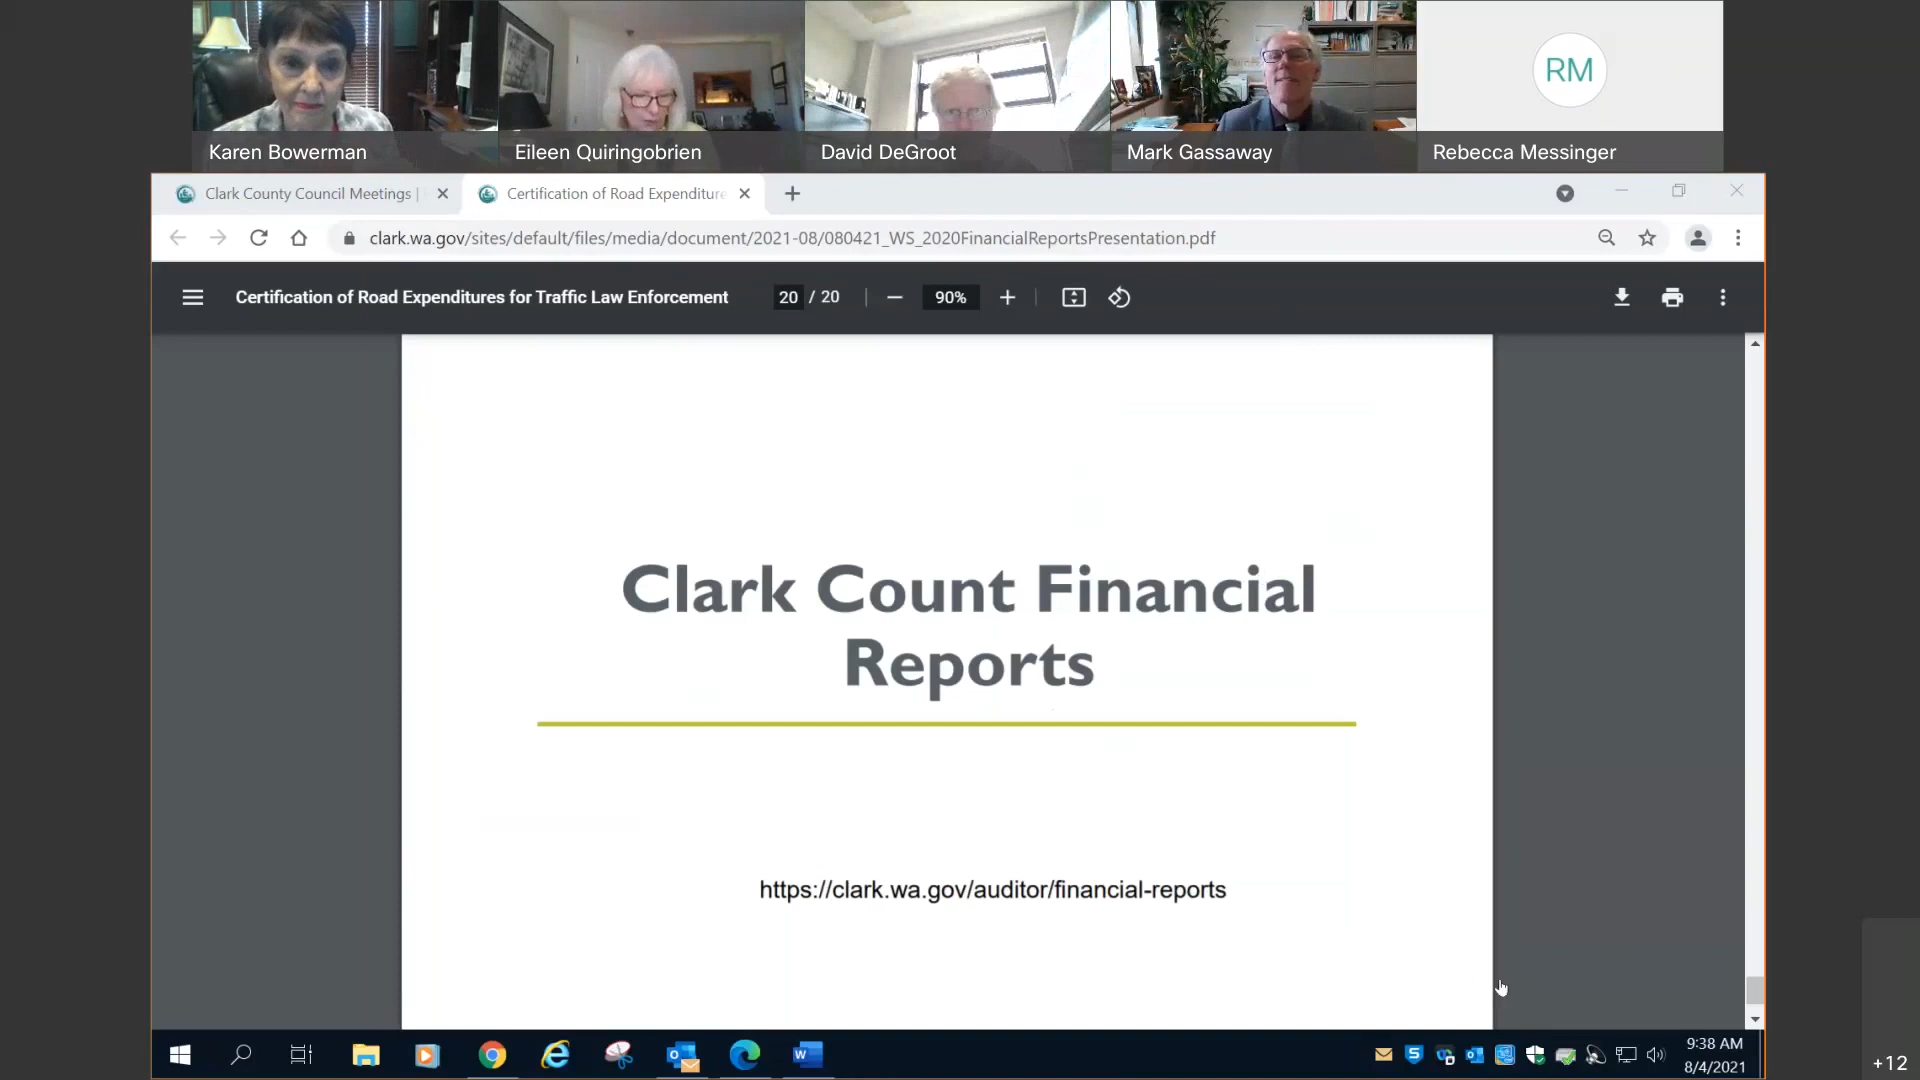 Karen Bowerman
Eileen Quiringobrien
David DeGroot
Mark Gassaway
RM
Rebecca Messinger
Clark County Council Meetings |
Certification of Road Expenditure
clark.wa.gov/sites/default/files/media/document/2021-08/080421_WS_2020FinancialReportsPresentation.pdf
Certification of Road Expenditures for Traffic Law Enforcement
20 / 20
90%
Clark Count Financial
Reports
https://clark.wa.gov/auditor/financial-reports
9:38 AM
8/4/2021
+12